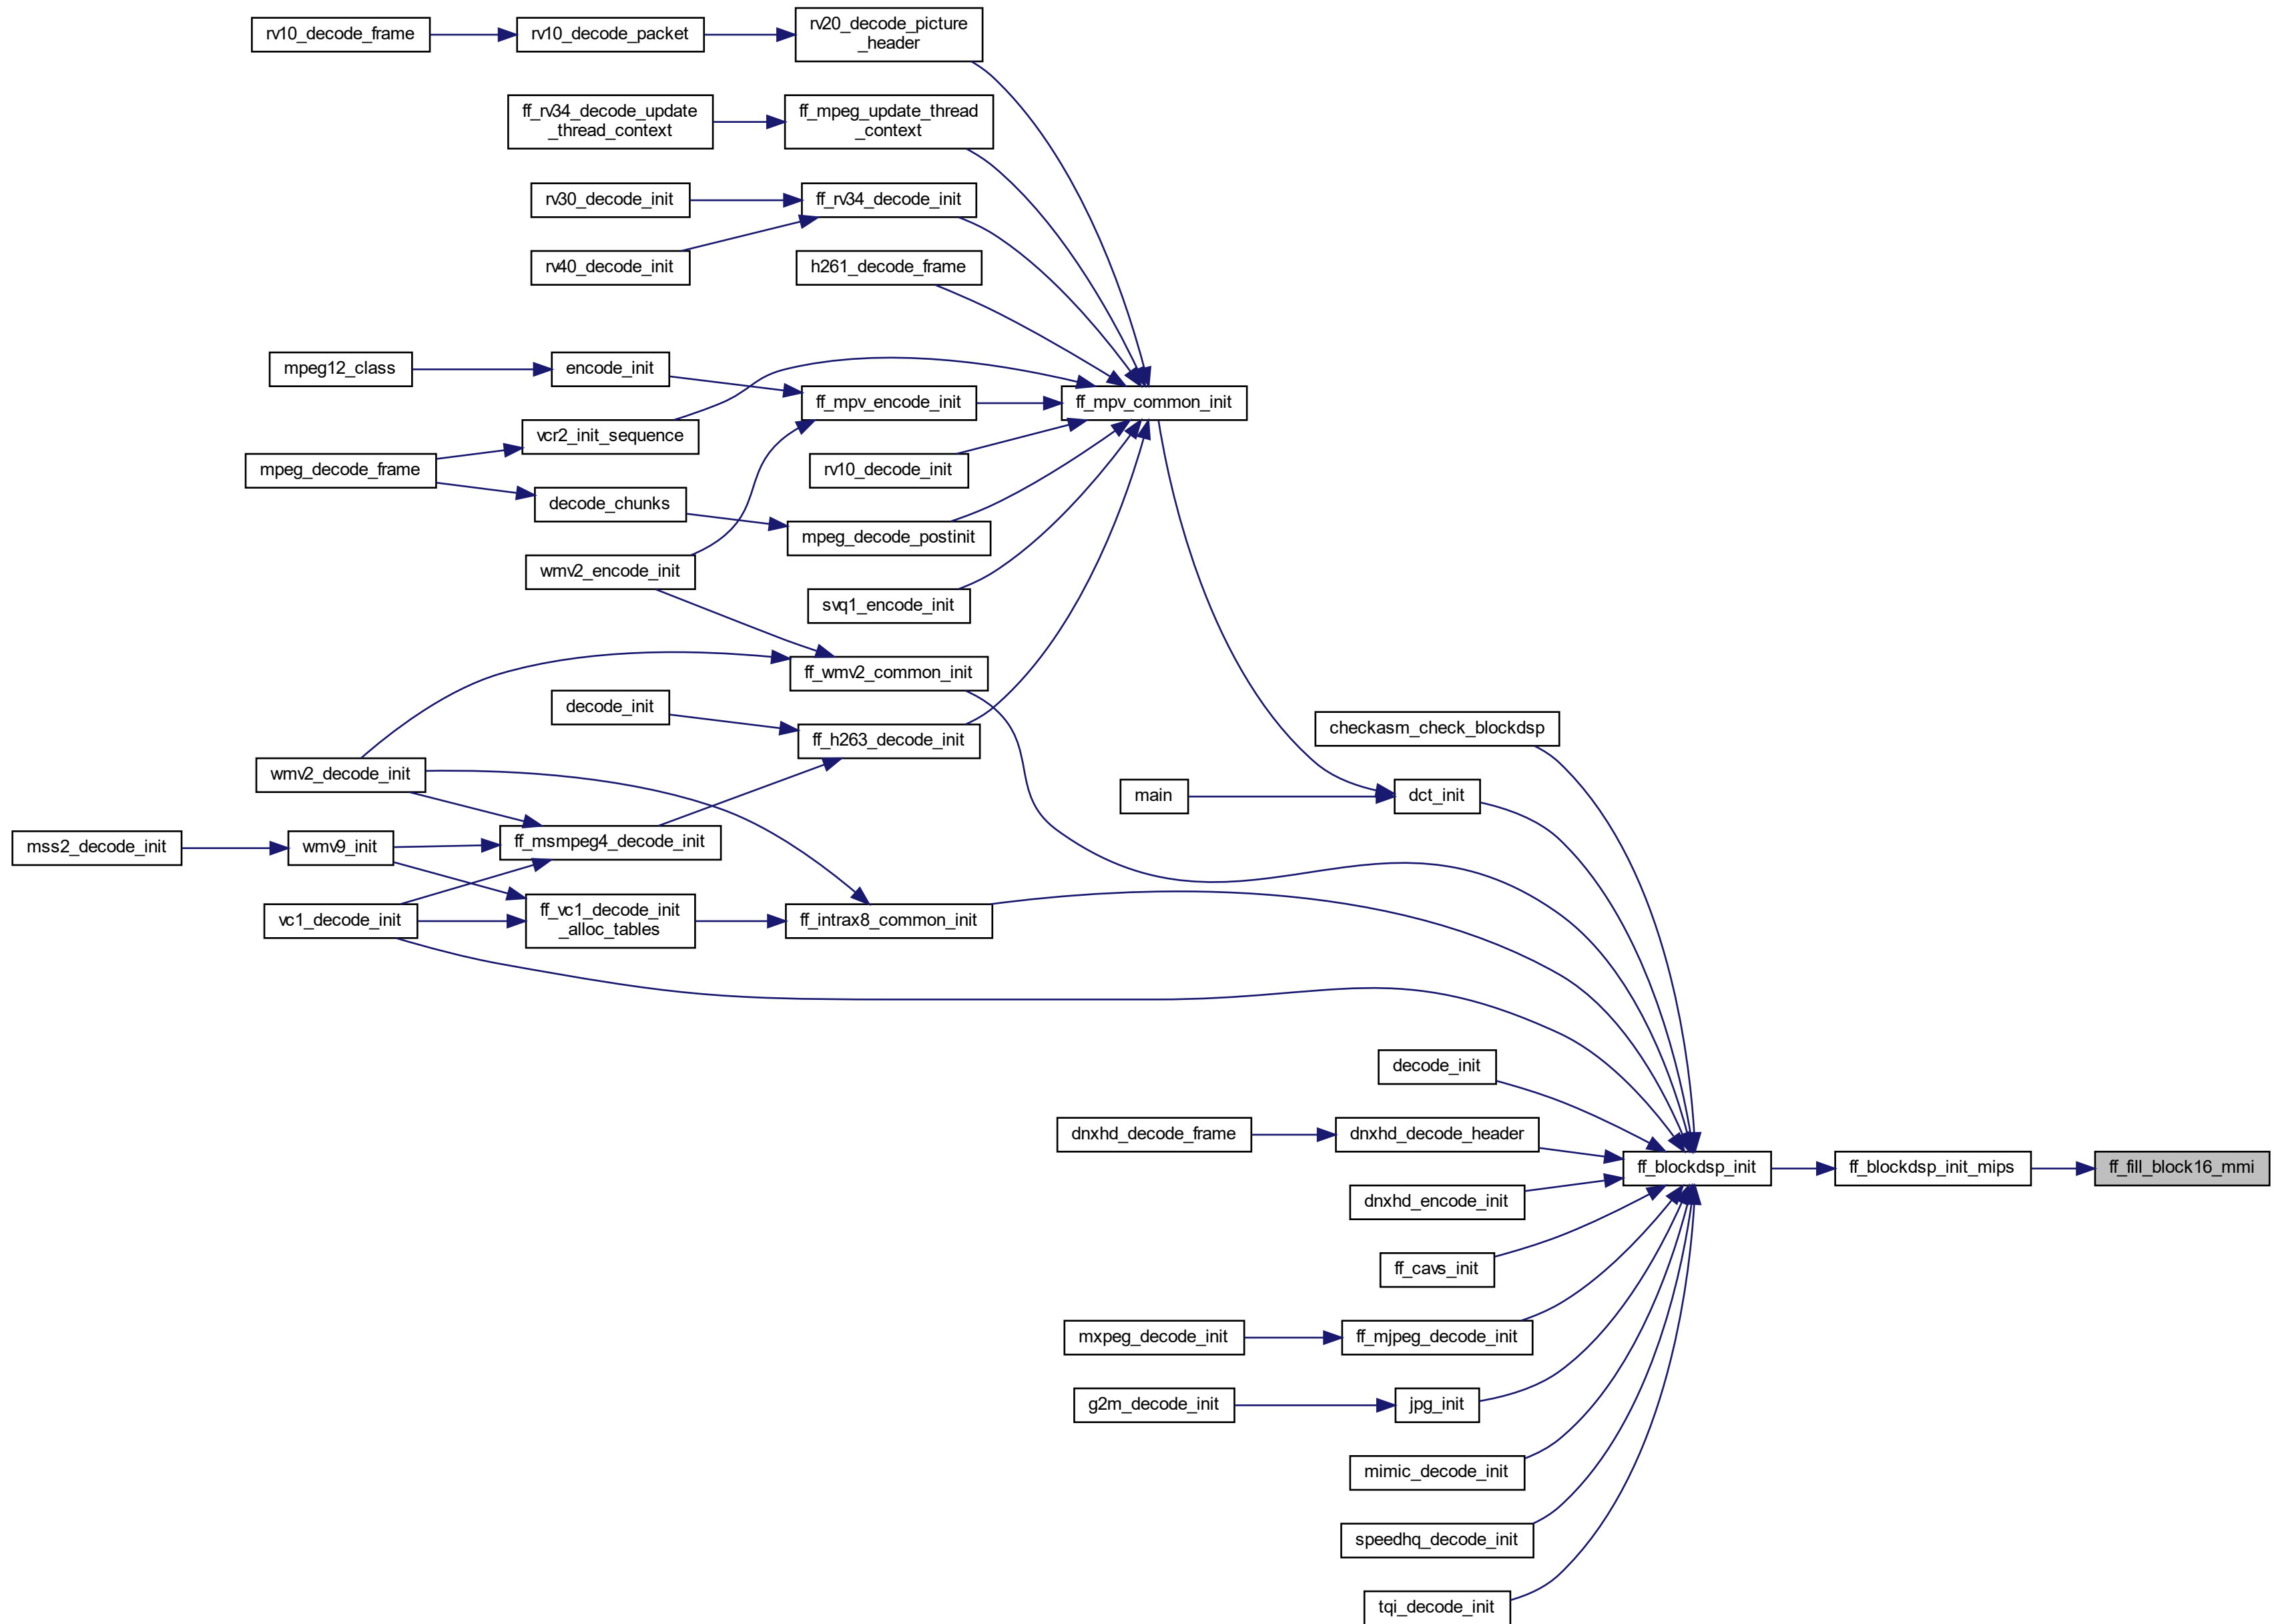 rv10_decode_frame
rv10_decode_packet
rv20_decode_picture
_header
ff_rv34_decode_update
_thread_context
ff_mpeg_update_thread
_context
rv30_decode_init
ff_rv34_decode_init
rv40_decode_init
h261_decode_frame
mpeg12_class
encode_init
ff_mpv_encode_init
ff_mpv_common_init
vcr2_init_sequence
mpeg_decode_frame
rv10_decode_init
decode_chunks
mpeg_decode_postinit
wmv2_encode_init
svq1_encode_init
ff_wmv2_common_init
decode_init
ff_h263_decode_init
checkasm_check_blockdsp
wmv2_decode_init
main
dct_init
mss2_decode_init
wmv9_init
ff_msmpeg4_decode_init
vc1_decode_init
ff_vc1_decode_init
_alloc_tables
ff_intrax8_common_init
decode_init
dnxhd_decode_frame
dnxhd_decode_header
ff_blockdsp_init
ff_blockdsp_init_mips
ff_fill_block16_mmi
dnxhd_encode_init
ff_cavs_init
mxpeg_decode_init
ff_mjpeg_decode_init
g2m_decode_init
jpg_init
mimic_decode_init
speedhq_decode_init
tqi_decode_init